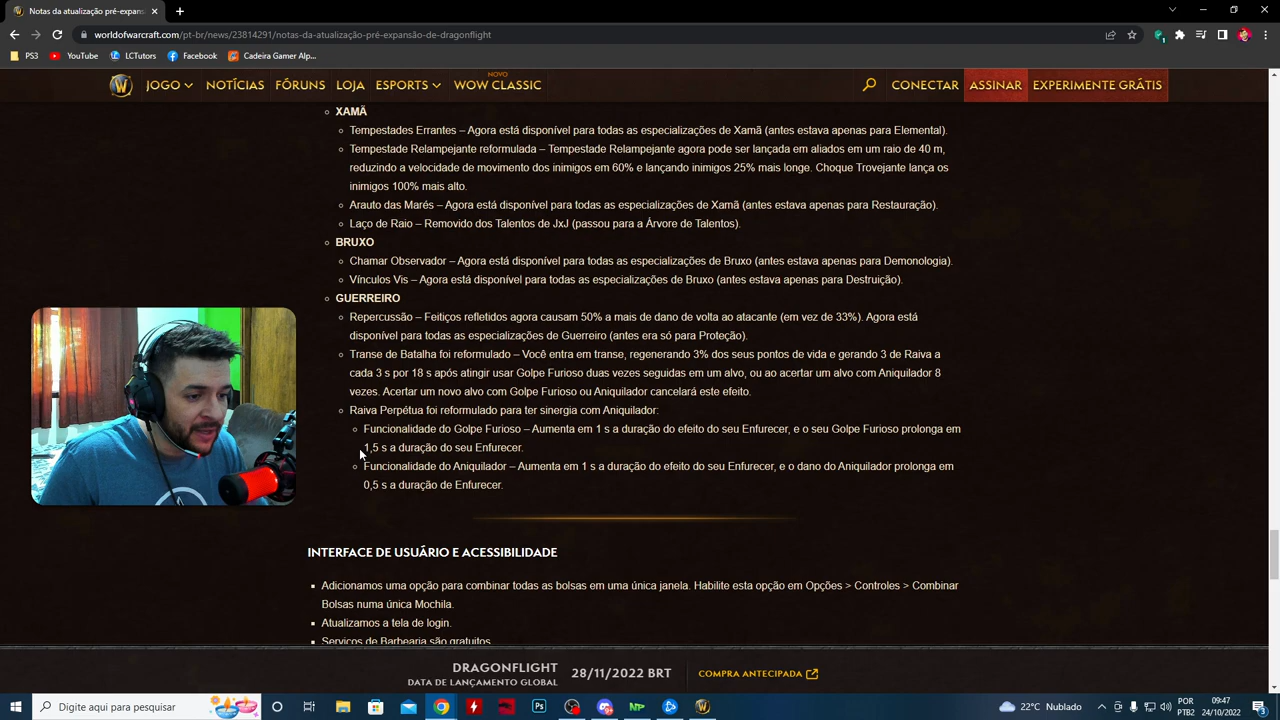 Notas da atualização pré-expans
worldofwarcraft.com/pt-br/news/23814291/notas-da-atualização-pré-expansão-de-dragonflight
PS3 YouTube LCTutors Facebook Cadeira Gamer Alp...
JOGO NOTÍCIAS FÓRUNS LOJA ESPORTS NOVO WOW CLASSIC CONECTAR ASSINAR EXPERIMENTE GRÁTIS
XAMÃ
Tempestades Errantes – Agora está disponível para todas as especializações de Xamã (antes estava apenas para Elemental).
Tempestade Relampejante reformulada – Tempestade Relampejante agora pode ser lançada em aliados em um raio de 40 m,
reduzindo a velocidade de movimento dos inimigos em 60% e lançando inimigos 25% mais longe. Choque Trovejante lança os
inimigos 100% mais alto.
Arauto das Marés – Agora está disponível para todas as especializações de Xamã (antes estava apenas para Restauração).
Laço de Raio – Removido dos Talentos de JxJ (passou para a Árvore de Talentos).
BRUXO
Chamar Observador – Agora está disponível para todas as especializações de Bruxo (antes estava apenas para Demonologia).
Vínculos Vis – Agora está disponível para todas as especializações de Bruxo (antes estava apenas para Destruição).
GUERREIRO
Repercussão – Feitiços refletidos agora causam 50% a mais de dano de volta ao atacante (em vez de 33%). Agora está
disponível para todas as especializações de Guerreiro (antes era só para Proteção).
Transe de Batalha foi reformulado – Você entra em transe, regenerando 3% dos seus pontos de vida e gerando 3 de Raiva a
cada 3 s por 18 s após atingir usar Golpe Furioso duas vezes seguidas em um alvo, ou ao acertar um alvo com Aniquilador 8
vezes. Acertar um novo alvo com Golpe Furioso ou Aniquilador cancelará este efeito.
Raiva Perpétua foi reformulado para ter sinergia com Aniquilador:
Funcionalidade do Golpe Furioso – Aumenta em 1 s a duração do efeito do seu Enfurecer, e o seu Golpe Furioso prolonga em
1,5 s a duração do seu Enfurecer.
Funcionalidade do Aniquilador – Aumenta em 1 s a duração do efeito do seu Enfurecer, e o dano do Aniquilador prolonga em
0,5 s a duração de Enfurecer.
INTERFACE DE USUÁRIO E ACESSIBILIDADE
Adicionamos uma opção para combinar todas as bolsas em uma única janela. Habilite esta opção em Opções > Controles > Combinar
Bolsas numa única Mochila.
Atualizamos a tela de login.
Serviços de Barbearia são gratuitos.
DRAGONFLIGHT
DATA DE LANÇAMENTO GLOBAL
28/11/2022 BRT
COMPRA ANTECIPADA
Digite aqui para pesquisar
22°C Nublado
POR
PTB2
09:47
24/10/2022